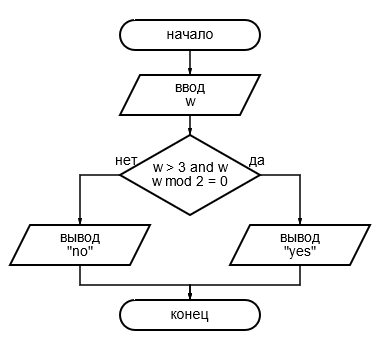 начало
ввод
w
нет
да
w > 3 and w
w mod 2 = 0
вывод
"no"
вывод
"yes"
конец